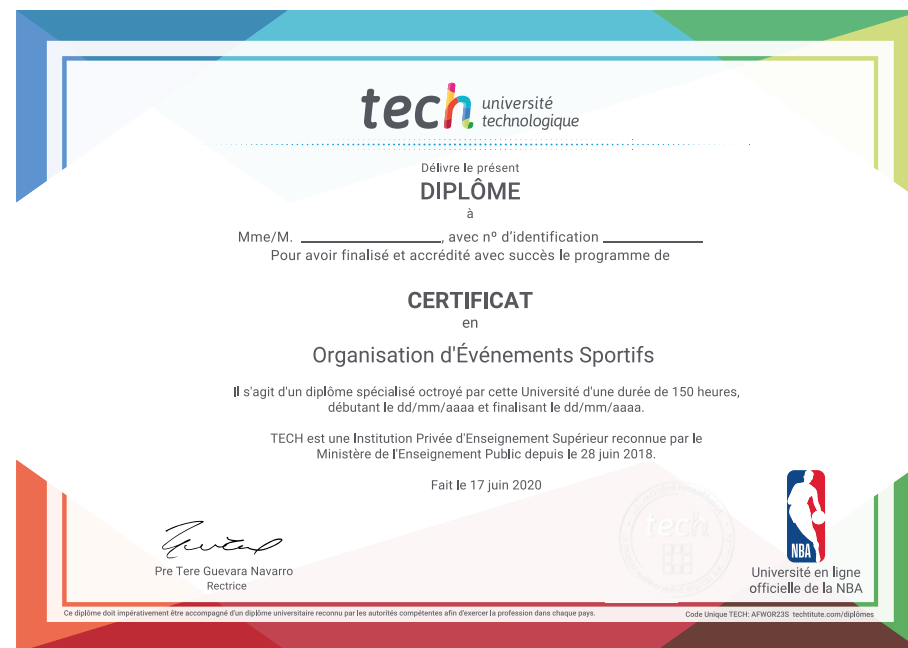 tech université
technologique
Délivre le présent
DIPLÔME
à
Mme/M. ____________________, avec nº d'identification ______________
Pour avoir finalisé et accrédité avec succès le programme de
CERTIFICAT
en
Organisation d'Événements Sportifs
Il s'agit d'un diplôme spécialisé octroyé par cette Université d'une durée de 150 heures,
débutant le dd/mm/aaaa et finalisant le dd/mm/aaaa.
TECH est une Institution Privée d'Enseignement Supérieur reconnue par le
Ministère de l'Enseignement Public depuis le 28 juin 2018.
Fait le 17 juin 2020
tech
NBA
Pre Tere Guevara Navarro
Rectrice
Université en ligne
officielle de la NBA
Ce diplôme doit impérativement être accompagné d'un diplôme universitaire reconnu par les autorités compétentes afin d'exercer la profession dans chaque pays.
Code Unique TECH: AFWOR23S techtitute.com/diplômes